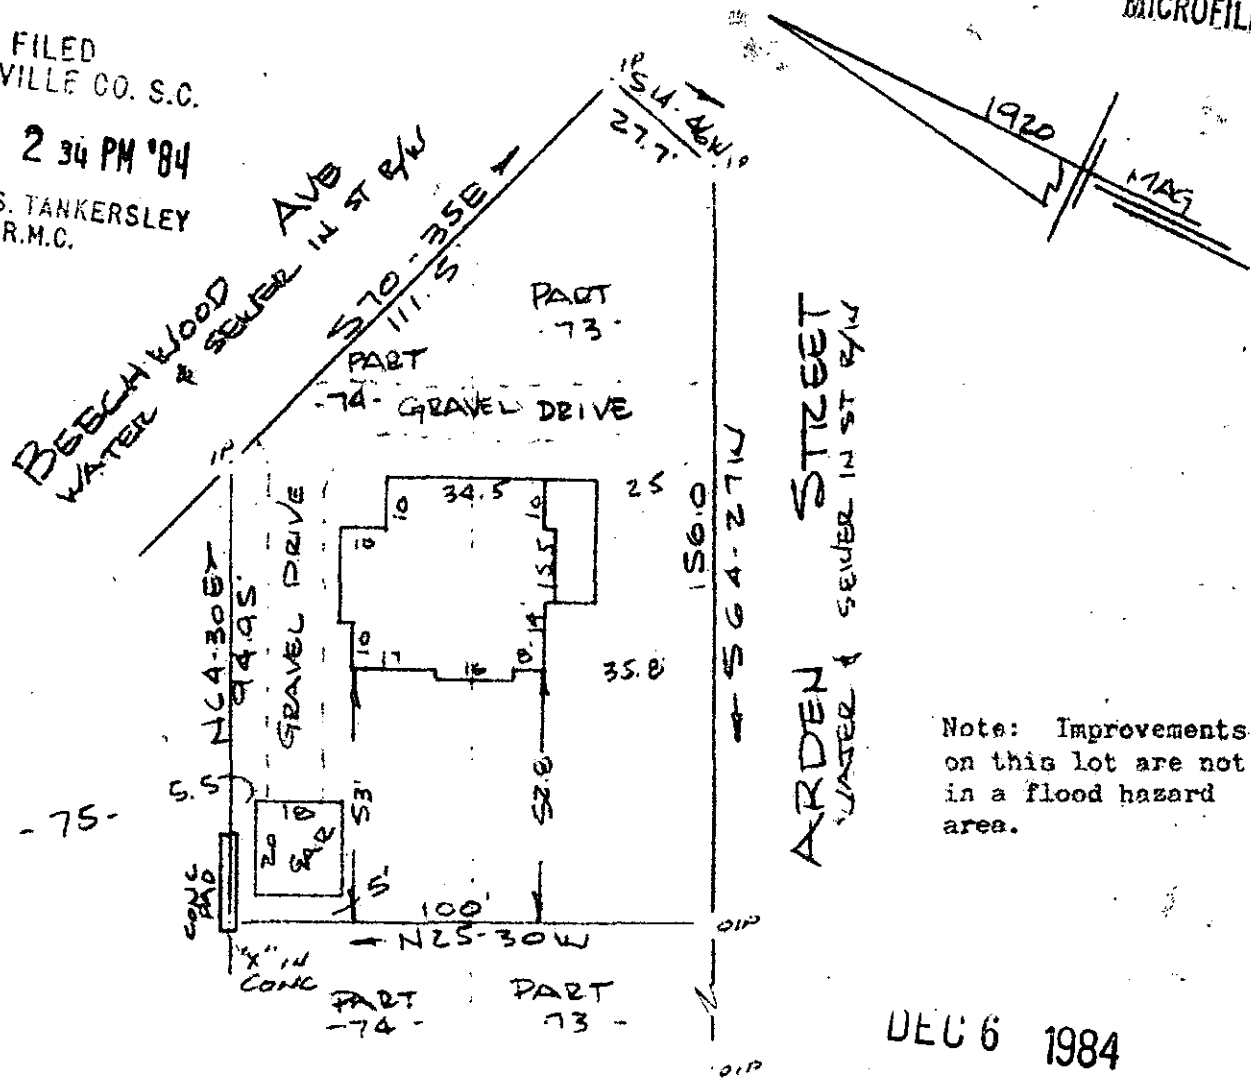 FILED
VILLE CO. S.C.
2 34 PM '84
S. TANKERSLEY
R.M.C.
MICROFIL
1920
MAG
IP
S14-46W
27.7'
IP
BEECHWOOD AVE
WATER & SEWER IN ST R/W
S70-35E
111.5
PART
-73-
PART
-74-
GRAVEL DRIVE
IP
N64-30E
94.95'
GRAVEL DRIVE
34.5
10
10
10
15.5
14
10
17
16
8
25
35.8
156.0
S64-27W
ARDEN STREET
WATER & SEWER IN ST R/W
Note: Improvements
on this lot are not
in a flood hazard
area.
-75-
5.5
18
20
GAR
53'
52.8
5'
CONC
PAD
100'
N25-30W
OIP
"X" IN
CONC
PART
-74-
PART
73-
OIP
DEC 6 1984